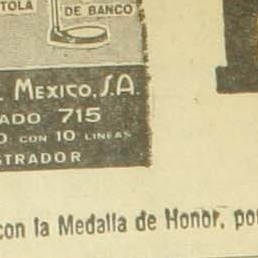 TOLA
DE BANCO
MEXICO, S.A.
ADO 715
O CON 10 LINEAS
STRADOR
con la Medalla de Honor, po